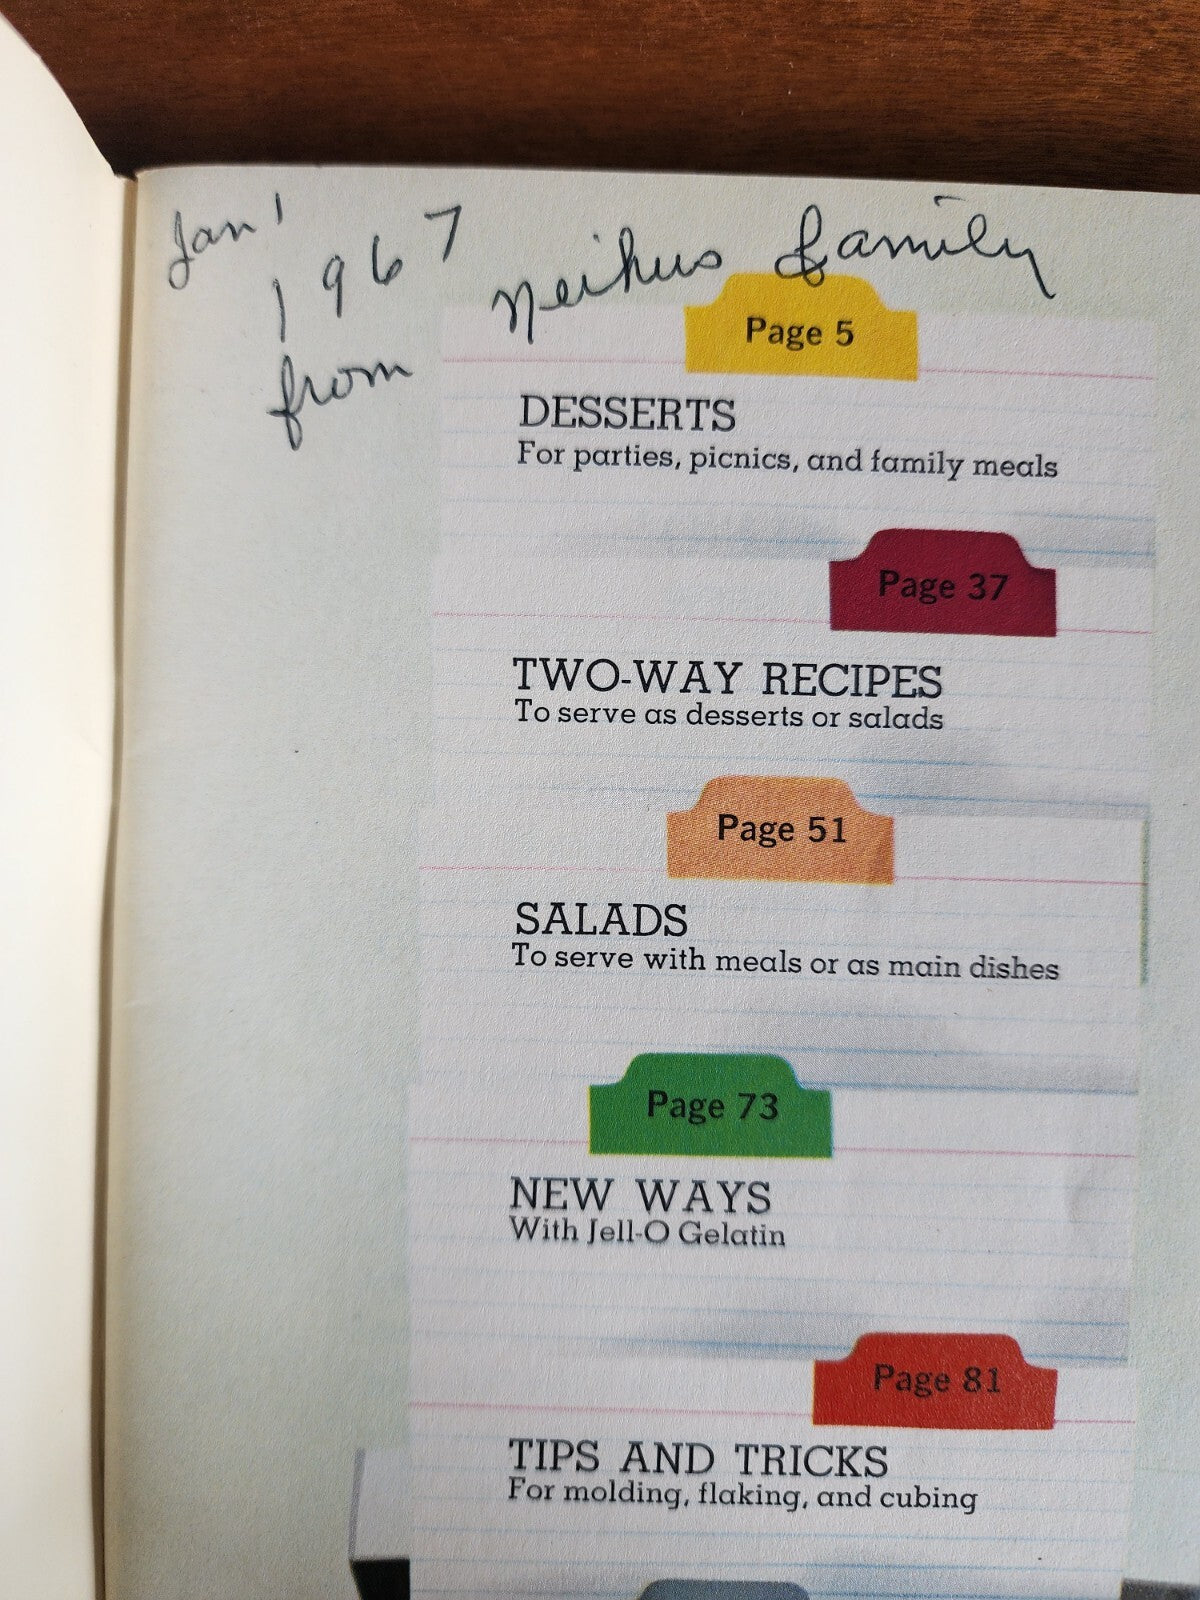 Jan'
1967
from Neihus family
Page 5
DESSERTS
For parties, picnics, and family meals
Page 37
TWO-WAY RECIPES
To serve as desserts or salads
Page 51
SALADS
To serve with meals or as main dishes
Page 73
NEW WAYS
With Jell-O Gelatin
Page 81
TIPS AND TRICKS
For molding, flaking, and cubing